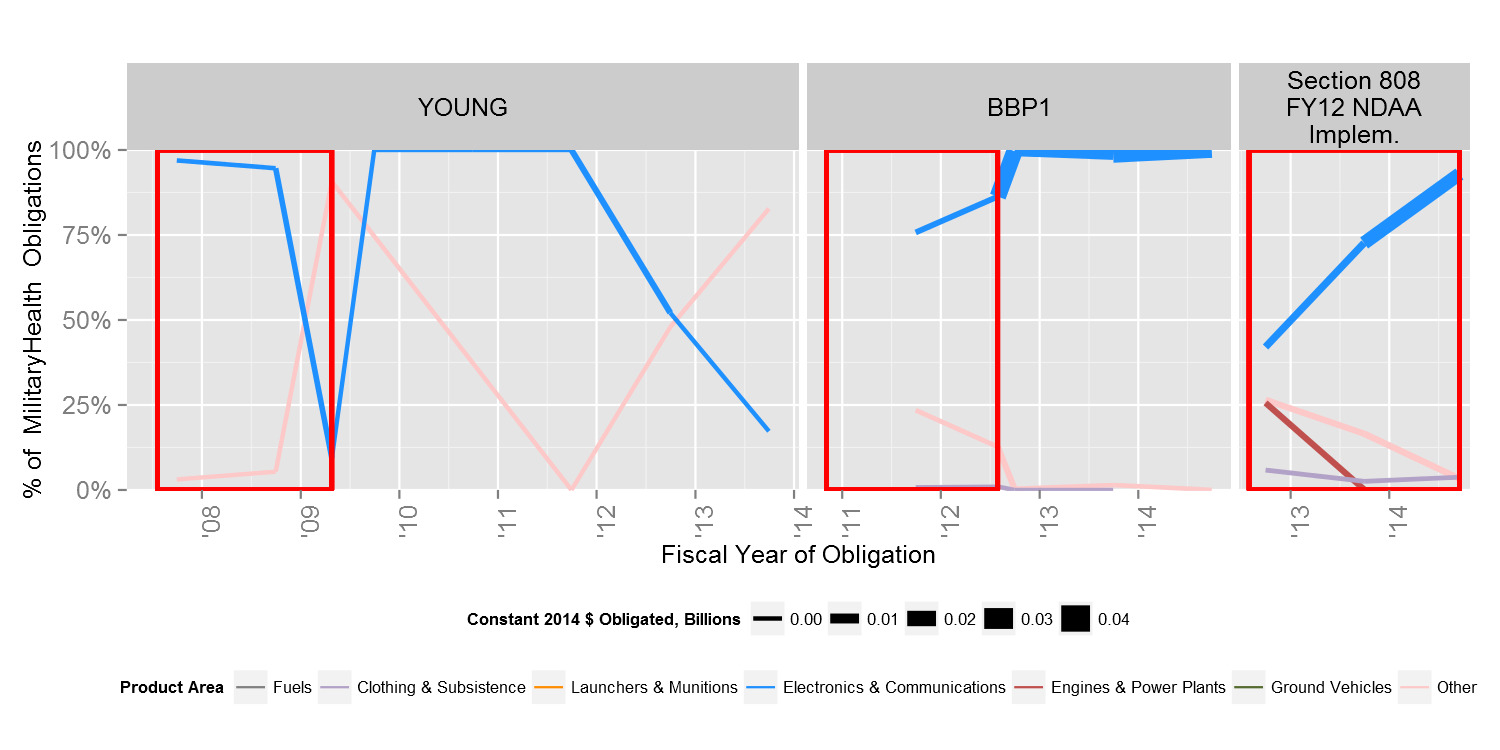 YOUNG
BBP1
Section 808
FY12 NDAA
Implem.
% of  MilitaryHealth  Obligations
100%
75%
50%
25%
0%
'08
'09
'10
'11
'12
'13
'14
'11
'12
'13
'14
'13
'14
Fiscal Year of Obligation
Constant 2014 $ Obligated, Billions 0.00 0.01 0.02 0.03 0.04
Product Area Fuels Clothing & Subsistence Launchers & Munitions Electronics & Communications Engines & Power Plants Ground Vehicles Other